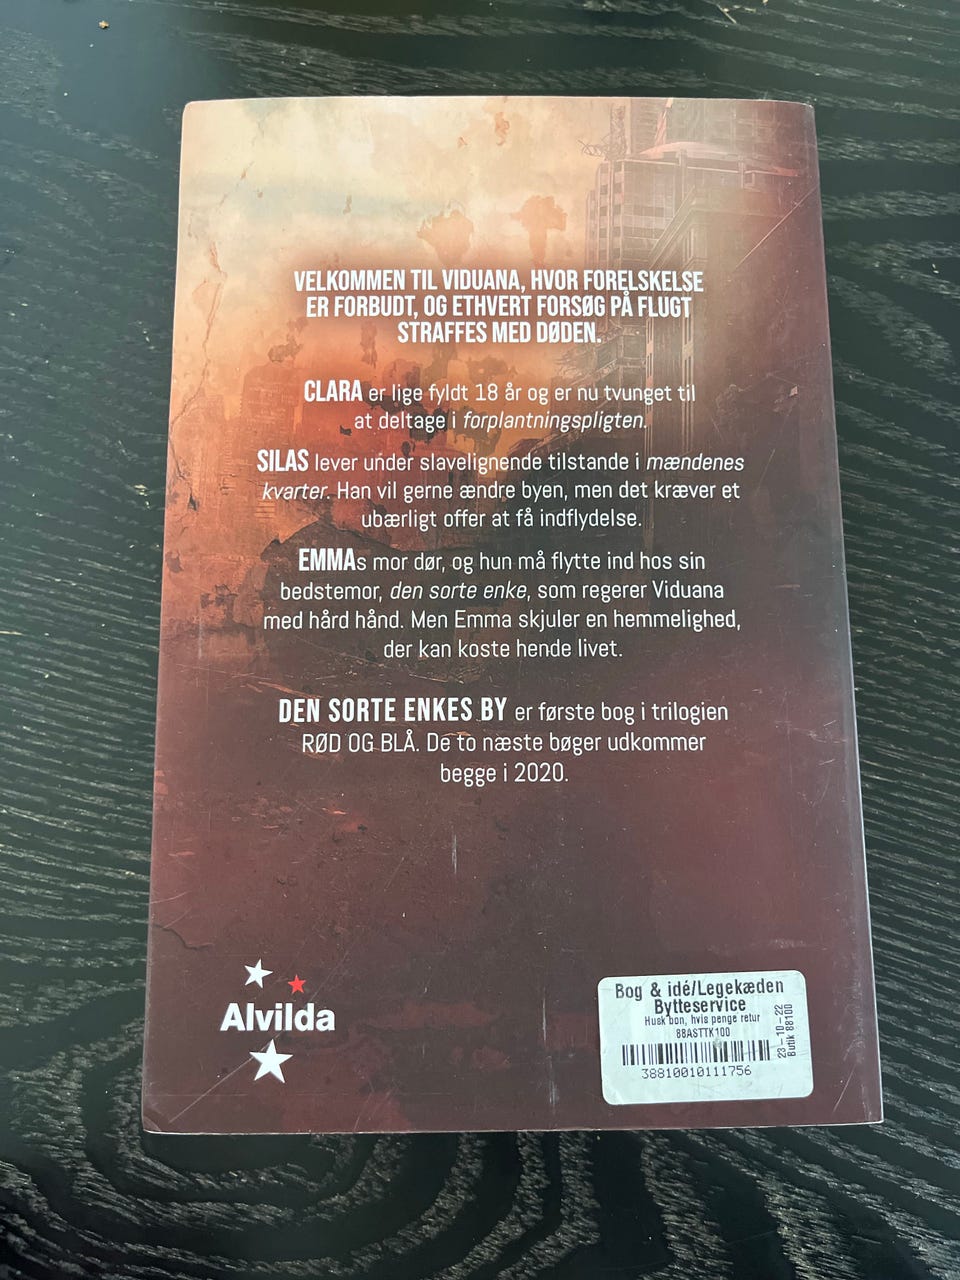 VELKOMMEN TIL VIDUANA, HVOR FORELSKELSE
ER FORBUDT, OG ETHVERT FORSØG PÅ FLUGT
STRAFFES MED DØDEN.
CLARA er lige fyldt 18 år og er nu tvunget til
at deltage i forplantningspligten.
SILAS lever under slavelignende tilstande i mændenes
kvarter. Han vil gerne ændre byen, men det kræver et
ubærligt offer at få indflydelse.
EMMAs mor dør, og hun må flytte ind hos sin
bedstemor, den sorte enke, som regerer Viduana
med hård hånd. Men Emma skjuler en hemmelighed,
der kan koste hende livet.
DEN SORTE ENKES BY er første bog i trilogien
RØD OG BLÅ. De to næste bøger udkommer
begge i 2020.
Alvilda
Bog & idé/Legekæden
Bytteservice
Husk bon, hvis penge retur
88ASTTK100
38810010111756
23-10-22
Butik 88100